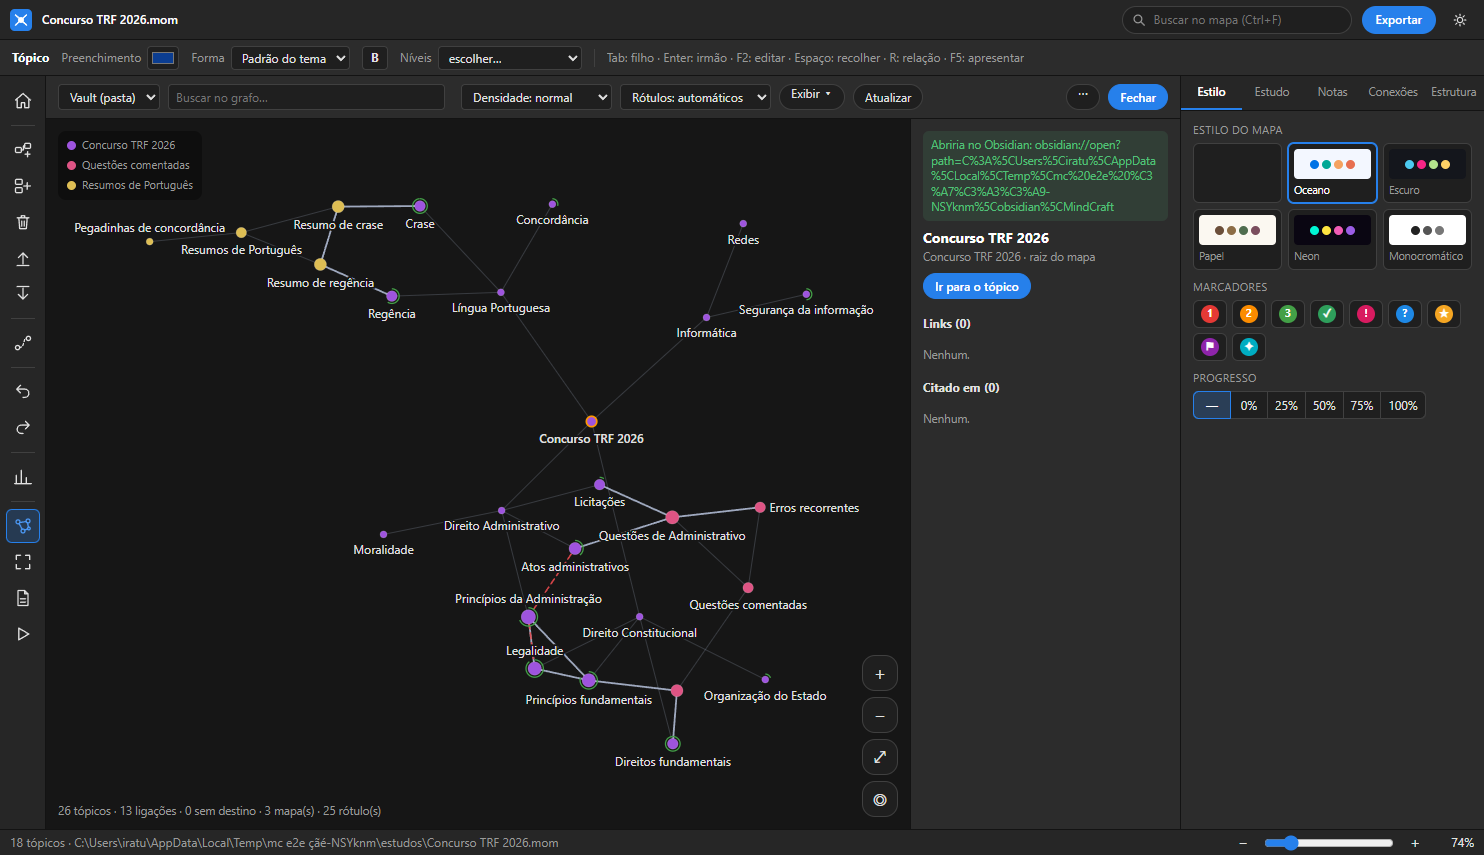 Concurso TRF 2026.mom
Buscar no mapa (Ctrl+F)
Exportar
Tópico Preenchimento Forma Padrão do tema B Níveis escolher... Tab: filho · Enter: irmão · F2: editar · Espaço: recolher · R: relação · F5: apresentar
Vault (pasta) Buscar no grafo... Densidade: normal Rótulos: automáticos Exibir Atualizar ... Fechar
Estilo Estudo Notas Conexões Estrutura
Concurso TRF 2026
Questões comentadas
Resumos de Português
Pegadinhas de concordância
Resumos de Português
Resumo de crase
Crase
Concordância
Redes
Resumo de regência
Regência
Língua Portuguesa
Segurança da informação
Informática
Concurso TRF 2026
Licitações
Direito Administrativo
Questões de Administrativo
Erros recorrentes
Moralidade
Atos administrativos
Princípios da Administração
Questões comentadas
Direito Constitucional
Legalidade
Princípios fundamentais
Organização do Estado
Direitos fundamentais
26 tópicos · 13 ligações · 0 sem destino · 3 mapa(s) · 25 rótulo(s)
+
−
Abriria no Obsidian: obsidian://open?
path=C%3A%5CUsers%5Ciratu%5CAppData
%5CLocal%5CTemp%5Cmc%20e2e%20%C3
%A7%C3%A3%C3%A9-
NSYknm%5Cobsidian%5CMindCraft
Concurso TRF 2026
Concurso TRF 2026 · raiz do mapa
Ir para o tópico
Links (0)
Nenhum.
Citado em (0)
Nenhum.
ESTILO DO MAPA
Oceano
Escuro
Papel
Neon
Monocromático
MARCADORES
1 2 3 ✓ ! ? ★
PROGRESSO
— 0% 25% 50% 75% 100%
18 tópicos · C:\Users\iratu\AppData\Local\Temp\mc e2e çãé-NSYknm\estudos\Concurso TRF 2026.mom
− + 74%